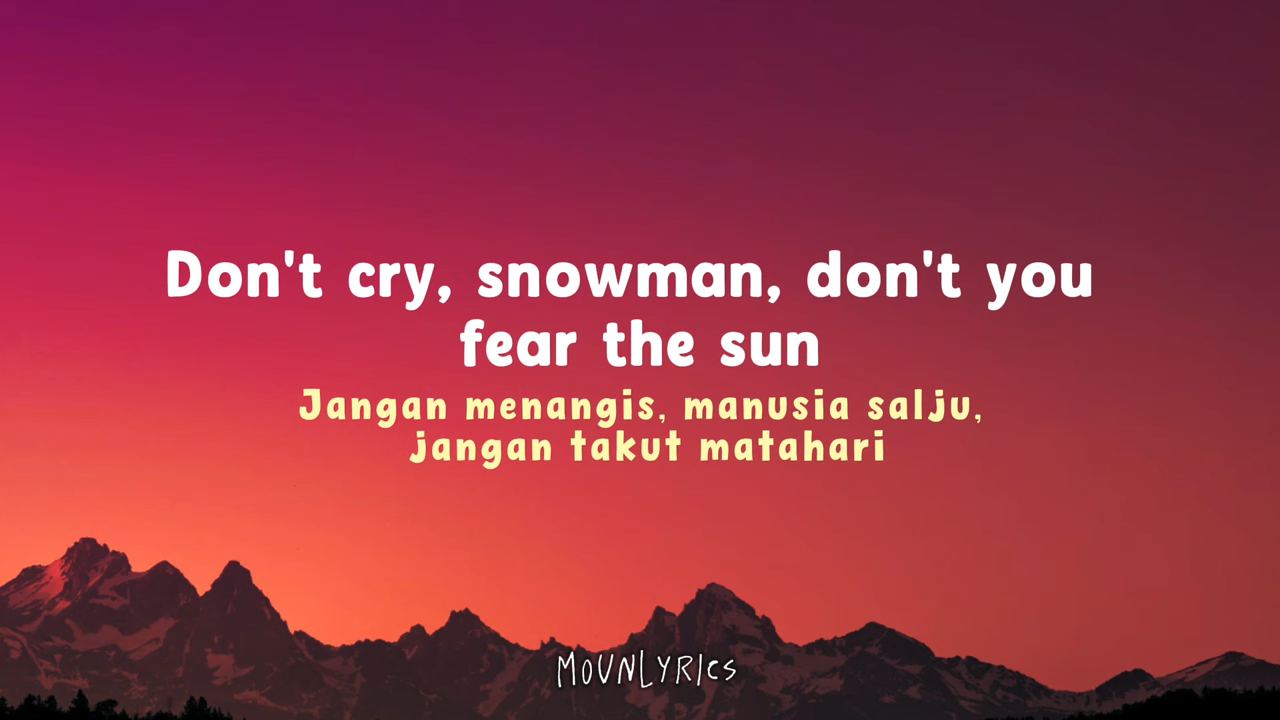 Don't cry, snowman, don't you
fear the sun
Jangan menangis, manusia salju,
jangan takut matahari
MOUNLYRIcs